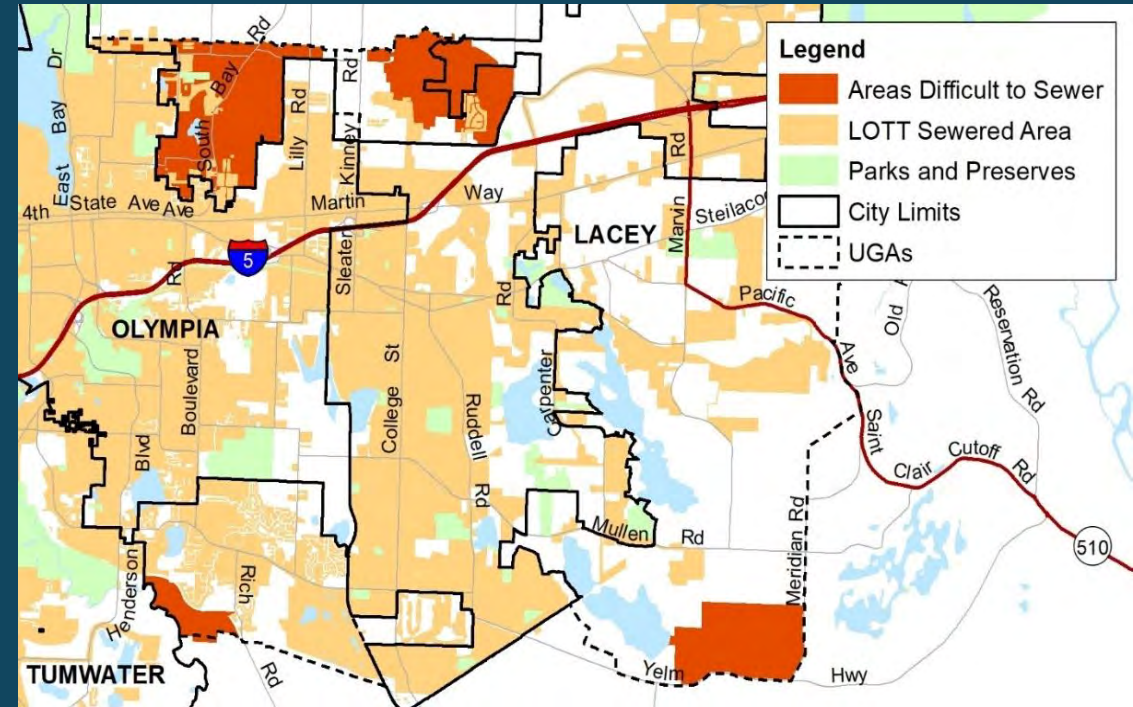 Legend
Areas Difficult to Sewer
LOTT Sewered Area
Parks and Preserves
City Limits
UGAs
East Bay Dr
South Bay Rd
Lilly Rd
Kinney Rd
4th
State Ave
Ave
Martin Way
Sleater
Marvin Rd
LACEY
5
Rd
OLYMPIA
Boulevard
Blvd
College St
Ruddell Rd
Carpenter Rd
Pacific Ave
Old
Reservation Rd
Saint Clair Cutoff Rd
510
Mullen Rd
Meridian Rd
Henderson
Rich Rd
TUMWATER
Yelm Hwy